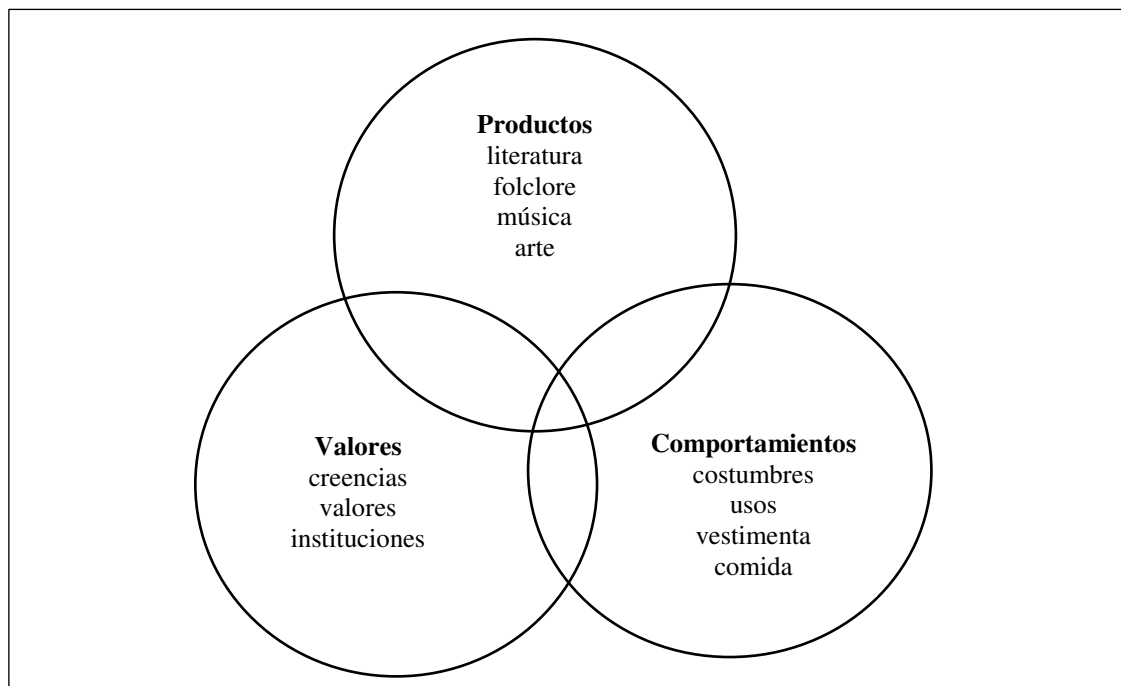 Productos
literatura
folclore
música
arte
Valores
creencias
valores
instituciones
Comportamientos
costumbres
usos
vestimenta
comida